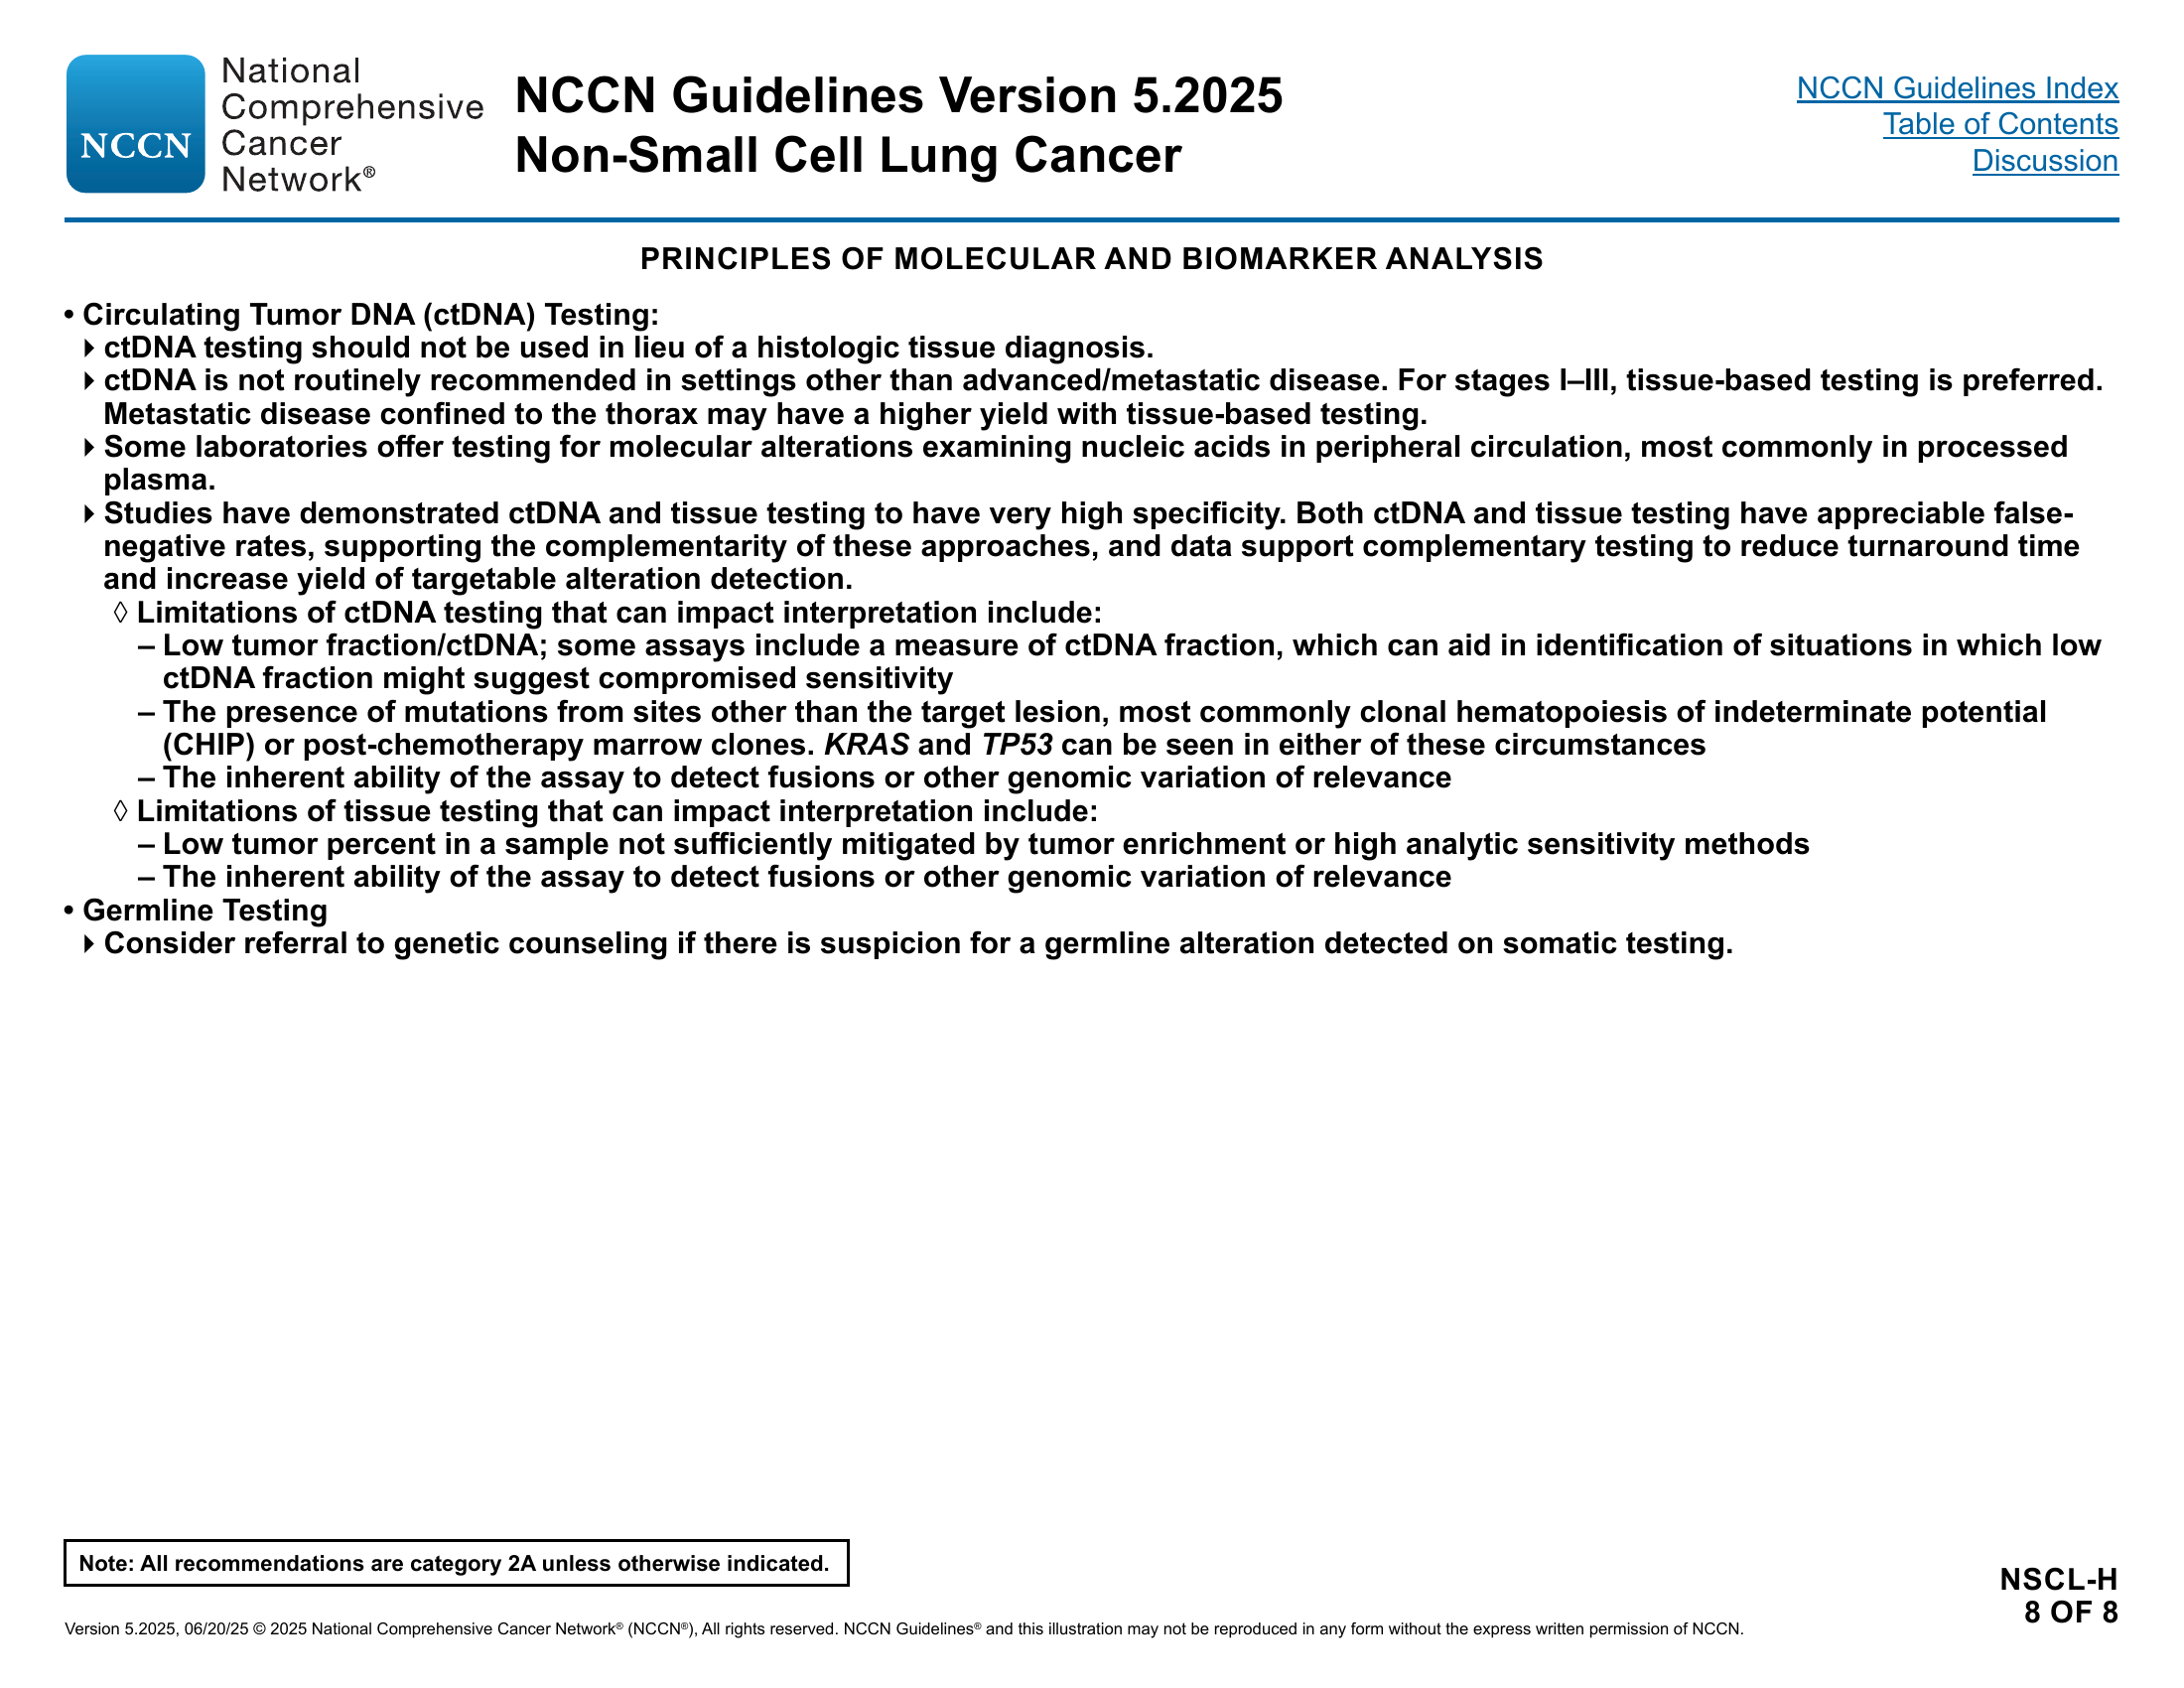 National
Comprehensive
Cancer
Network®
NCCN
NCCN Guidelines Version 5.2025
Non-Small Cell Lung Cancer
NCCN Guidelines Index
Table of Contents
Discussion
PRINCIPLES OF MOLECULAR AND BIOMARKER ANALYSIS
• Circulating Tumor DNA (ctDNA) Testing:
ctDNA testing should not be used in lieu of a histologic tissue diagnosis.
ctDNA is not routinely recommended in settings other than advanced/metastatic disease. For stages I–III, tissue-based testing is preferred.
Metastatic disease confined to the thorax may have a higher yield with tissue-based testing.
Some laboratories offer testing for molecular alterations examining nucleic acids in peripheral circulation, most commonly in processed
plasma.
Studies have demonstrated ctDNA and tissue testing to have very high specificity. Both ctDNA and tissue testing have appreciable false-
negative rates, supporting the complementarity of these approaches, and data support complementary testing to reduce turnaround time
and increase yield of targetable alteration detection.
◊ Limitations of ctDNA testing that can impact interpretation include:
– Low tumor fraction/ctDNA; some assays include a measure of ctDNA fraction, which can aid in identification of situations in which low
ctDNA fraction might suggest compromised sensitivity
– The presence of mutations from sites other than the target lesion, most commonly clonal hematopoiesis of indeterminate potential
(CHIP) or post-chemotherapy marrow clones. KRAS and TP53 can be seen in either of these circumstances
– The inherent ability of the assay to detect fusions or other genomic variation of relevance
◊ Limitations of tissue testing that can impact interpretation include:
– Low tumor percent in a sample not sufficiently mitigated by tumor enrichment or high analytic sensitivity methods
– The inherent ability of the assay to detect fusions or other genomic variation of relevance
• Germline Testing
Consider referral to genetic counseling if there is suspicion for a germline alteration detected on somatic testing.
Note: All recommendations are category 2A unless otherwise indicated.
NSCL-H
8 OF 8
Version 5.2025, 06/20/25 © 2025 National Comprehensive Cancer Network® (NCCN®), All rights reserved. NCCN Guidelines® and this illustration may not be reproduced in any form without the express written permission of NCCN.